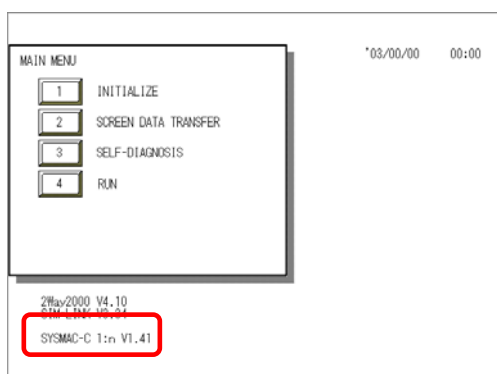 '03/00/00 00:00
MAIN MENU
1 INITIALIZE
2 SCREEN DATA TRANSFER
3 SELF-DIAGNOSIS
4 RUN
2Way2000 V4.10
SYSMAC-C 1:n V1.41